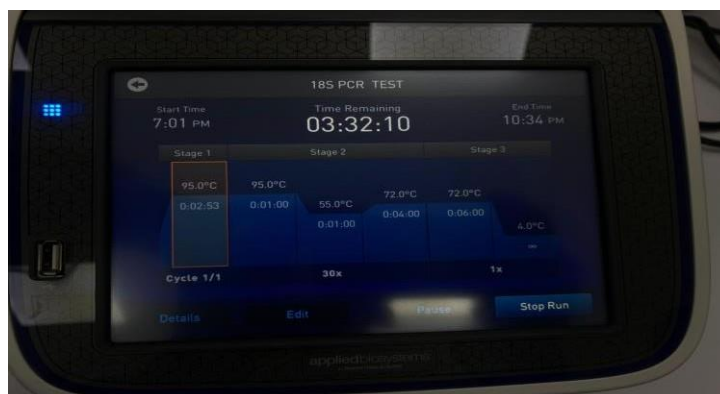 18S PCR TEST
Start Time
7:01 PM
Time Remaining
03:32:10
End Time
10:34 PM
Stage 1
Stage 2
Stage 3
95.0°C
0:02:53
95.0°C
0:01:00
55.0°C
0:01:00
72.0°C
0:04:00
72.0°C
0:06:00
4.0°C
∞
Cycle 1/1
30x
1x
Details
Edit
Pause
Stop Run
appliedbiosystems